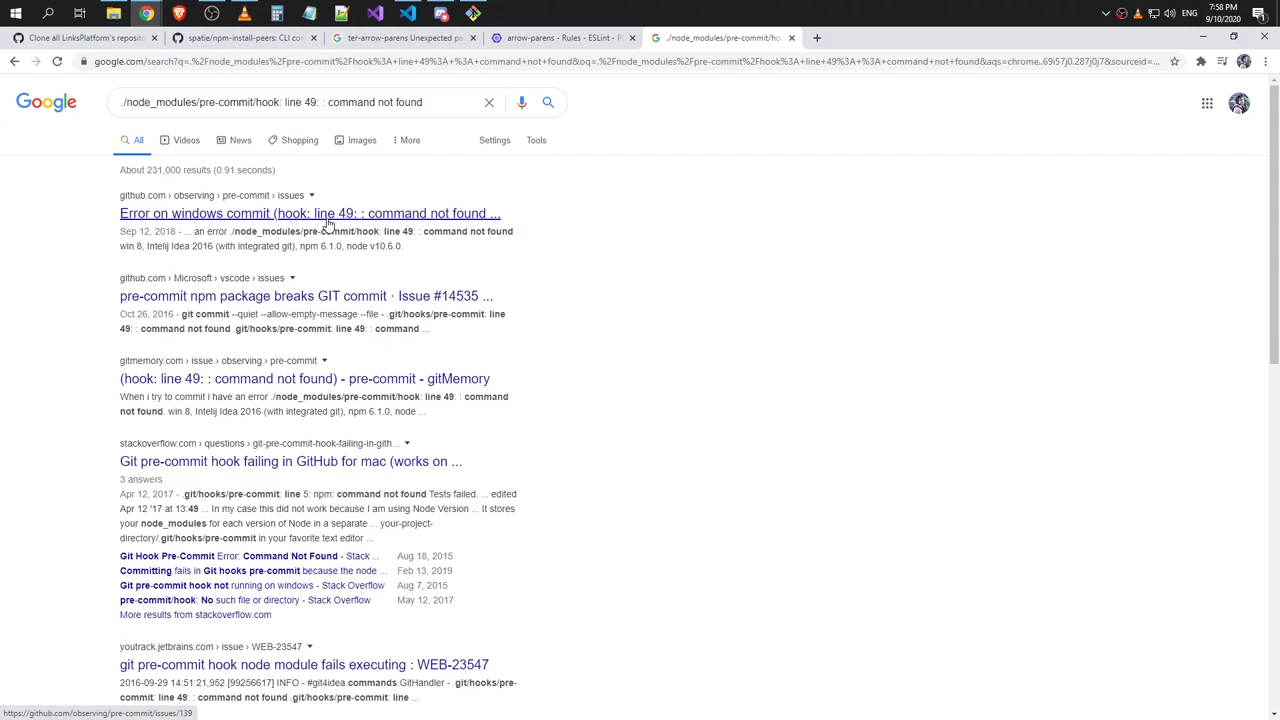 7:58 PM
ENG
9/10/2020
1
Clone all LinksPlatform's reposito
spatie/npm-install-peers: CLI con
ter-arrow-parens Unexpected pa
arrow-parens - Rules - ESLint - Pl
./node_modules/pre-commit/hoo
google.com/search?q=.%2Fnode_modules%2Fpre-commit%2Fhook%3A+line+49%3A+%3A+command+not+found&oq=.%2Fnode_modules%2Fpre-commit%2Fhook%3A+line+49%3A+%3A+command+not+found&aqs=chrome..69i57j0.287j0j7&sourceid=...
Google
./node_modules/pre-commit/hook: line 49: : command not found
All
Videos
News
Shopping
Images
More
Settings
Tools
About 231,000 results (0.91 seconds)
github.com › observing › pre-commit › issues
Error on windows commit (hook: line 49: : command not found ...
Sep 12, 2018 - ... an error ./node_modules/pre-commit/hook: line 49: : command not found
win 8, Intelij Idea 2016 (with integrated git), npm 6.1.0, node v10.6.0.
github.com › Microsoft › vscode › issues
pre-commit npm package breaks GIT commit · Issue #14535 ...
Oct 26, 2016 - git commit --quiet --allow-empty-message --file - .git/hooks/pre-commit: line
49: : command not found .git/hooks/pre-commit: line 49: : command ...
gitmemory.com › issue › observing › pre-commit
(hook: line 49: : command not found) - pre-commit - gitMemory
When i try to commit i have an error ./node_modules/pre-commit/hook: line 49: : command
not found. win 8, Intelij Idea 2016 (with integrated git), npm 6.1.0, node ...
stackoverflow.com › questions › git-pre-commit-hook-failing-in-gith...
Git pre-commit hook failing in GitHub for mac (works on ...
3 answers
Apr 12, 2017 - .git/hooks/pre-commit: line 5: npm: command not found Tests failed. ... edited
Apr 12 '17 at 13:49 ... In my case this did not work because I am using Node Version ... It stores
your node_modules for each version of Node in a separate ... your-project-
directory/.git/hooks/pre-commit in your favorite text editor ...
Git Hook Pre-Commit Error: Command Not Found - Stack ... Aug 18, 2015
Committing fails in Git hooks pre-commit because the node ... Feb 13, 2019
Git pre-commit hook not running on windows - Stack Overflow Aug 7, 2015
pre-commit/hook: No such file or directory - Stack Overflow May 12, 2017
More results from stackoverflow.com
youtrack.jetbrains.com › issue › WEB-23547
git pre-commit hook node module fails executing : WEB-23547
2016-09-29 14:51:21,952 [99256617] INFO - #git4idea.commands.GitHandler - .git/hooks/pre-
commit: line 49: : command not found .git/hooks/pre-commit: line ...
https://github.com/observing/pre-commit/issues/139